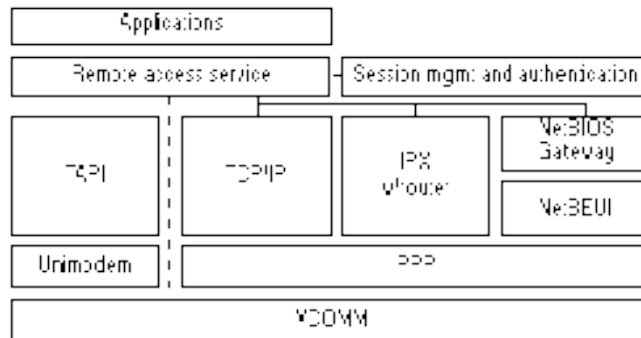 Applications
Remote access service
Session mgmt and authentication
TAPI
TCP/IP
IPX
w/router
NetBIOS
Gateway
NetBEUI
Unimodem
PPP
VCOMM